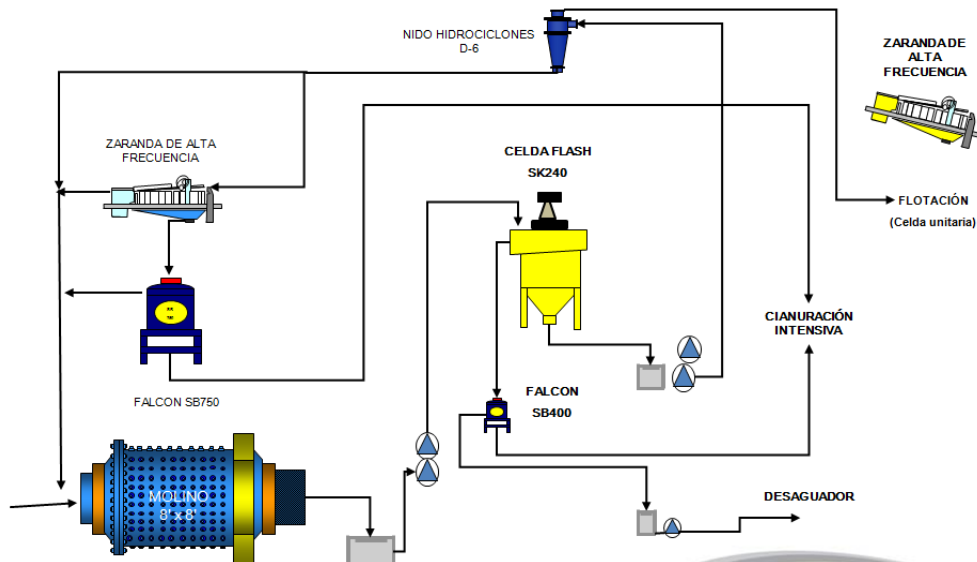 NIDO HIDROCICLONES
D-6
ZARANDA DE
ALTA
FRECUENCIA
ZARANDA DE ALTA
FRECUENCIA
CELDA FLASH
SK240
FLOTACIÓN
(Celda unitaria)
CIANURACIÓN
INTENSIVA
FALCON SB750
FALCON
SB400
MOLINO
8' x 8'
DESAGUADOR